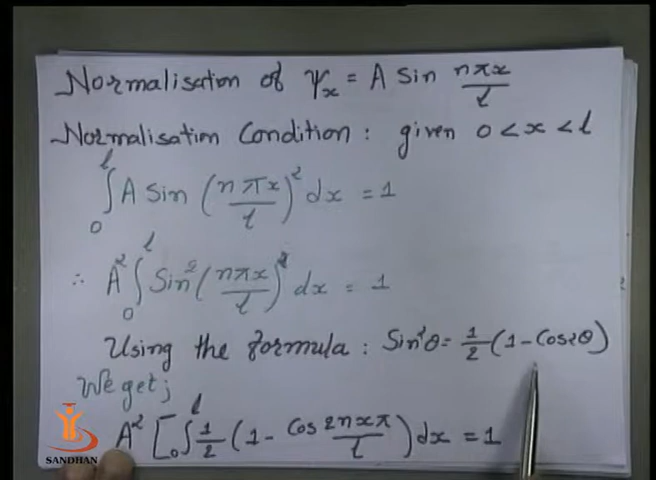 Normalisation of ψx = A Sin nπx/l
Normalisation Condition : given 0 < x < l
∫₀ˡ A Sin (nπx/l)² dx = 1
∴ A² ∫₀ˡ Sin² (nπx/l)² dx = 1
Using the formula : Sin²θ = 1/2 (1 - Cos2θ)
We get;
A² [ ₀∫ˡ 1/2 (1 - Cos 2nxπ/l) dx = 1
SANDHAN